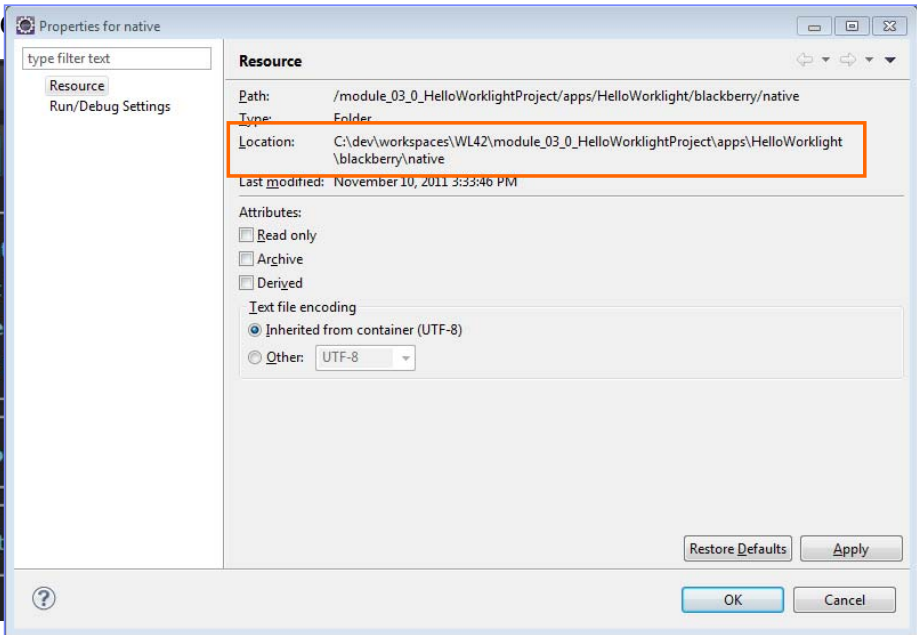 Properties for native
type filter text
Resource
Run/Debug Settings
Resource
Path: /module_03_0_HelloWorklightProject/apps/HelloWorklight/blackberry/native
Type: Folder
Location: C:\dev\workspaces\WL42\module_03_0_HelloWorklightProject\apps\HelloWorklight
\blackberry\native
Last modified: November 10, 2011 3:33:46 PM
Attributes:
Read only
Archive
Derived
Text file encoding
Inherited from container (UTF-8)
Other: UTF-8
Restore Defaults Apply
? OK Cancel